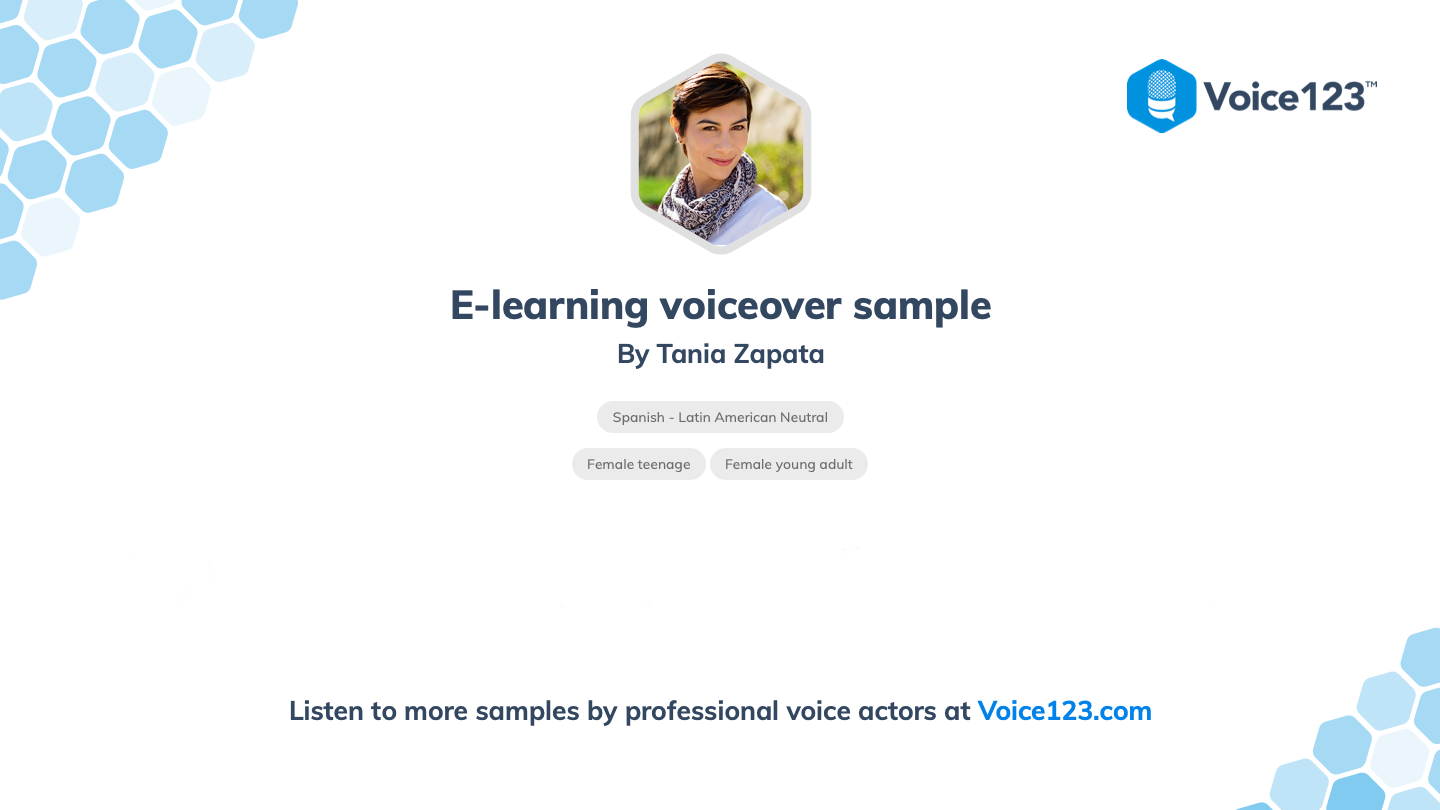 Voice123™
E-learning voiceover sample
By Tania Zapata
Spanish - Latin American Neutral
Female teenage Female young adult
Listen to more samples by professional voice actors at Voice123.com